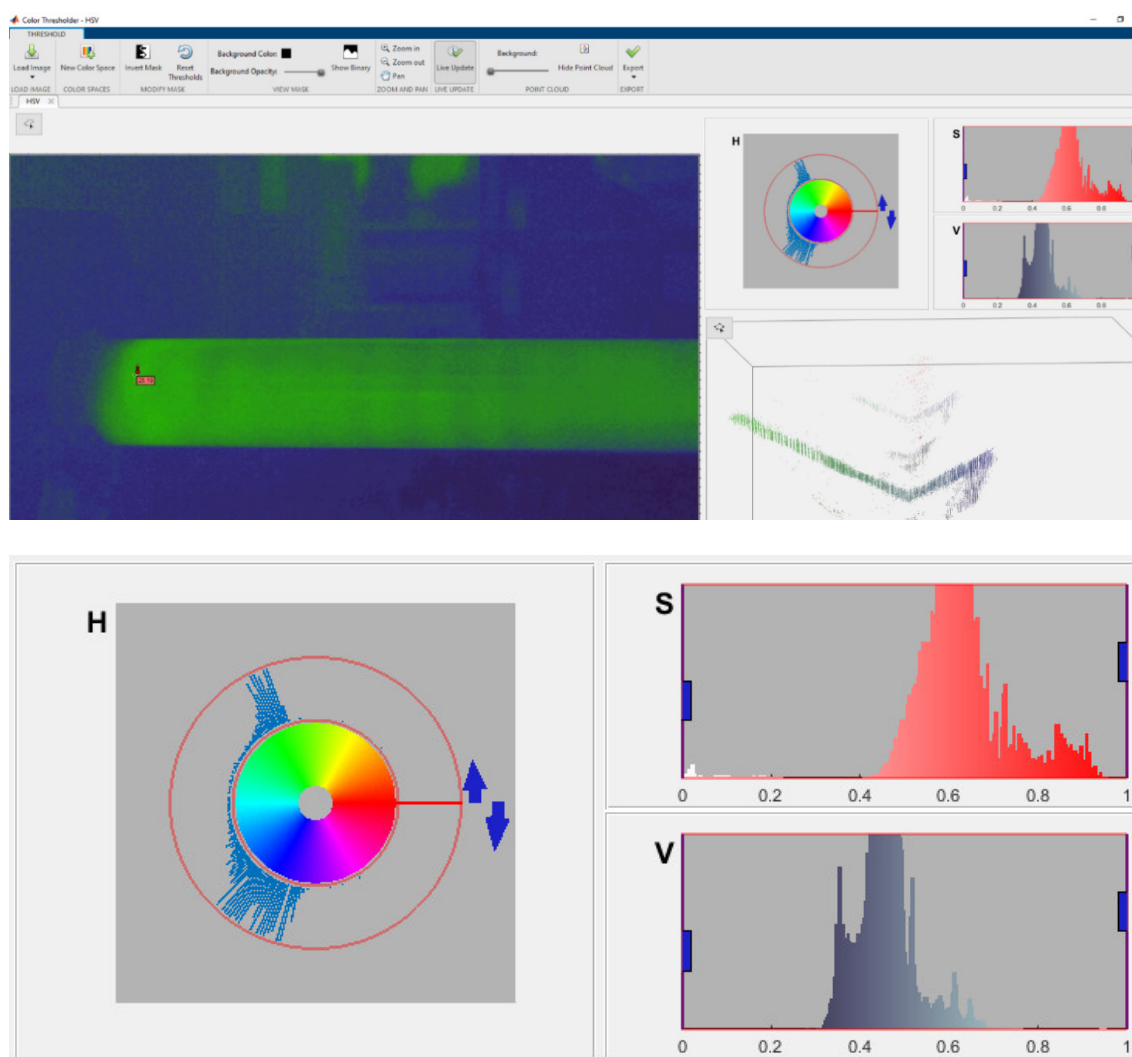 Color Thresholder - HSV
THRESHOLD
Load Image
New Color Space
Invert Mask
Reset Thresholds
Background Color:
Background Opacity:
Show Binary
Zoom in
Zoom out
Pan
Live Update
Background:
Hide Point Cloud
Export
LOAD IMAGE COLOR SPACES MODIFY MASK VIEW MASK ZOOM AND PAN LIVE UPDATE POINT CLOUD EXPORT
HSV
H
S
0 0.2 0.4 0.6 0.8
V
0 0.2 0.4 0.6 0.8
H
S
0 0.2 0.4 0.6 0.8 1
V
0 0.2 0.4 0.6 0.8 1